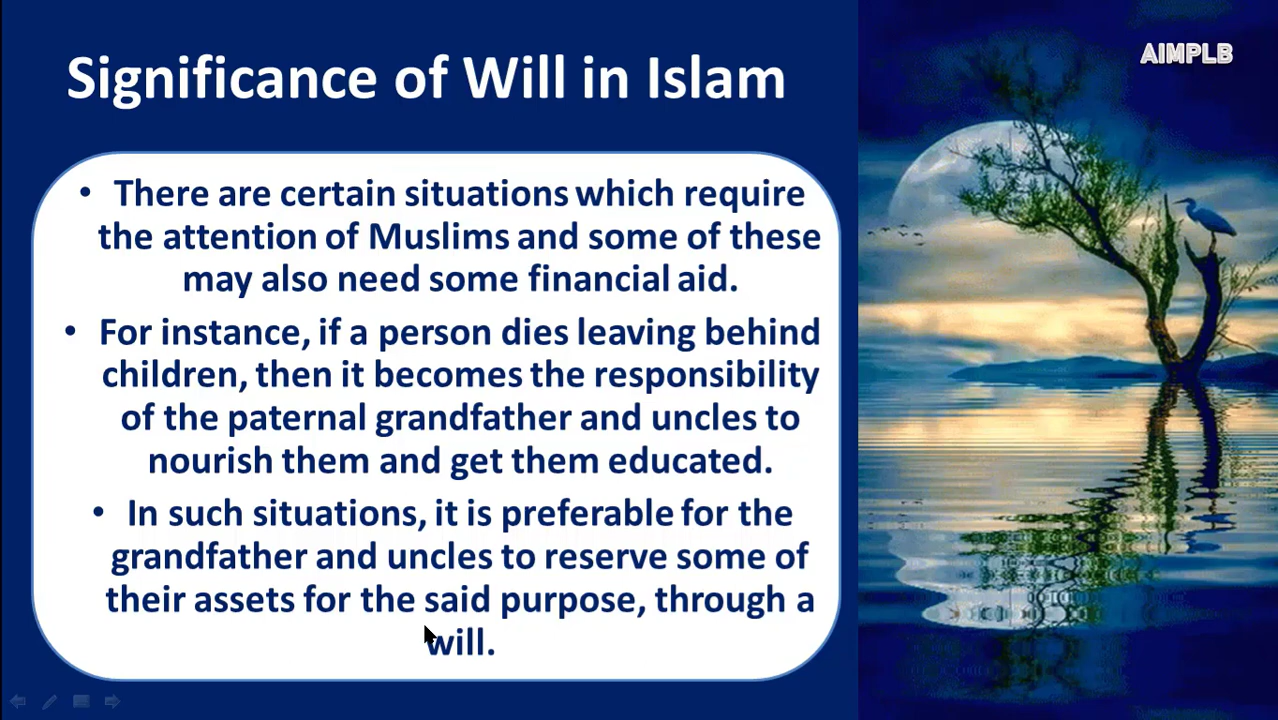 Significance of Will in Islam
AIMPLB
• There are certain situations which require
the attention of Muslims and some of these
may also need some financial aid.
• For instance, if a person dies leaving behind
children, then it becomes the responsibility
of the paternal grandfather and uncles to
nourish them and get them educated.
• In such situations, it is preferable for the
grandfather and uncles to reserve some of
their assets for the said purpose, through a
will.